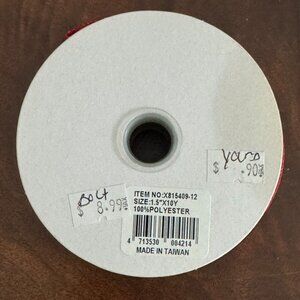 yard
$ .90
Bolt
$ 8.99
ITEM NO:X815409-12
SIZE:1.5"X10Y
100%POLYESTER
4 713530 004214
MADE IN TAIWAN